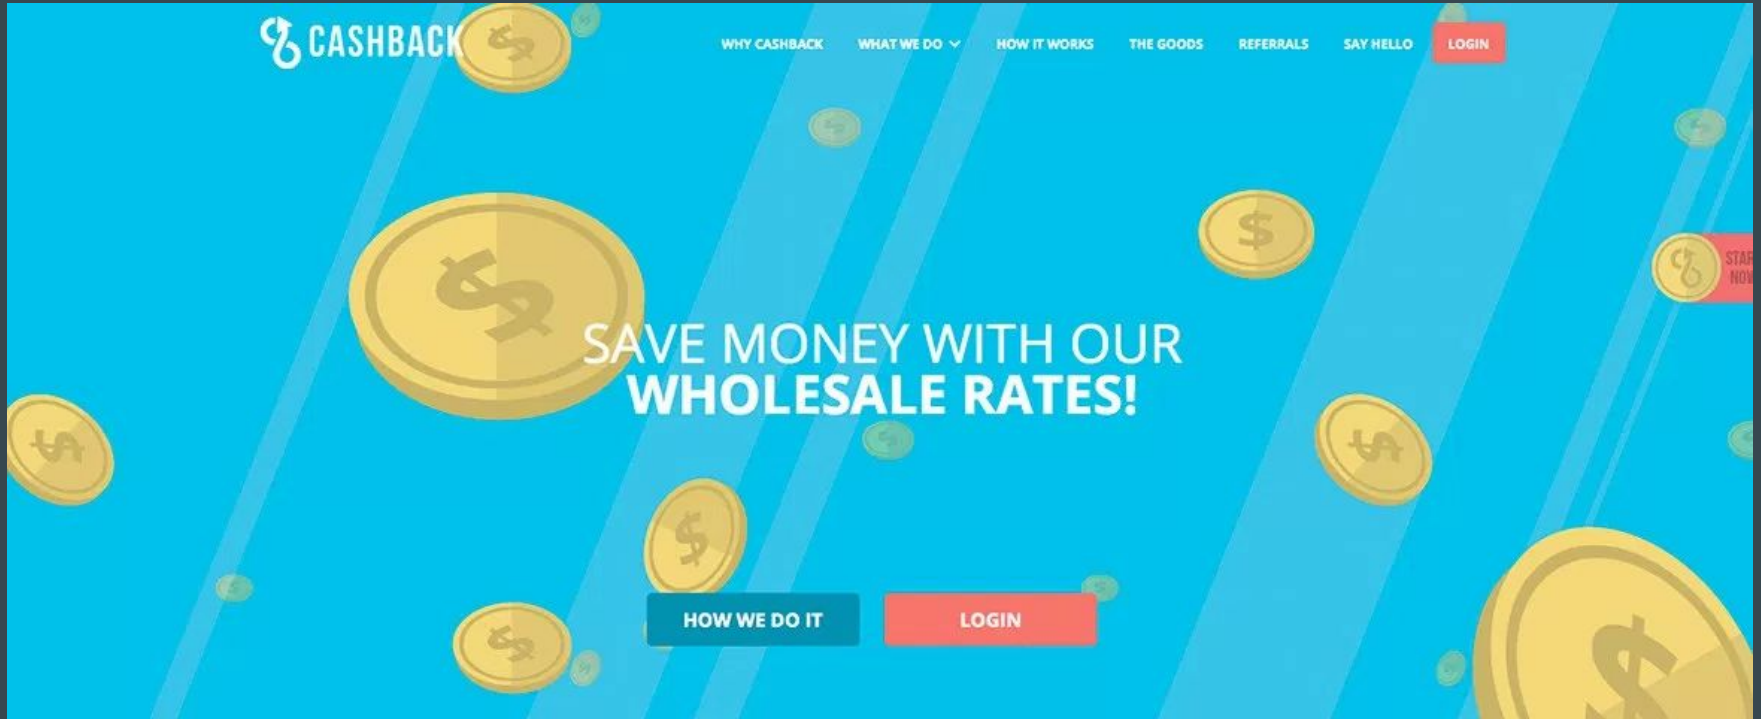 CASHBACK
WHY CASHBACK
WHAT WE DO
HOW IT WORKS
THE GOODS
REFERRALS
SAY HELLO
LOGIN
SAVE MONEY WITH OUR
WHOLESALE RATES!
HOW WE DO IT
LOGIN